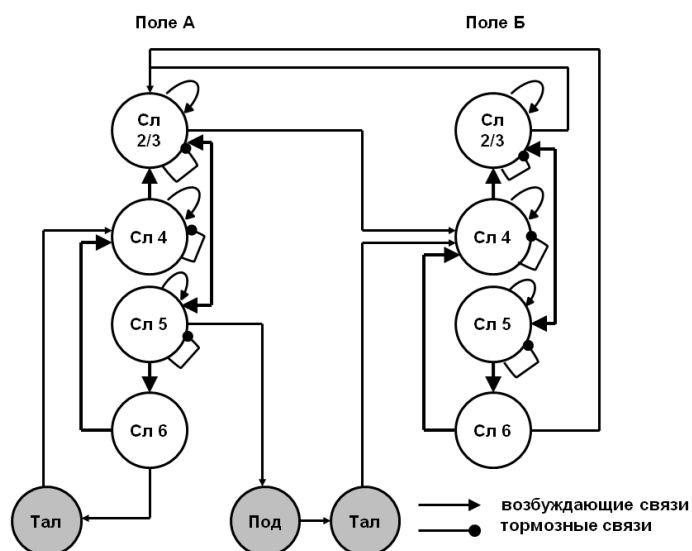 Поле А
Поле Б
Сл
2/3
Сл
2/3
Сл 4
Сл 4
Сл 5
Сл 5
Сл 6
Сл 6
Тал
Под
Тал
возбуждающие связи
тормозные связи